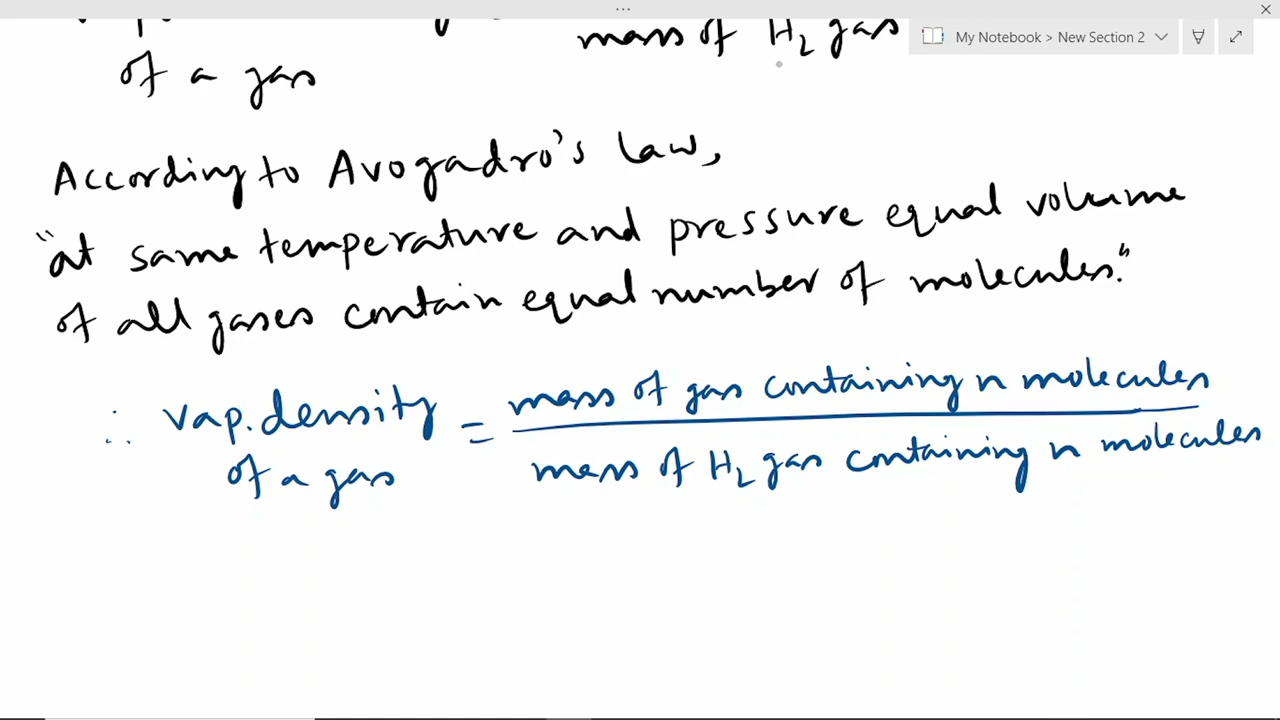 mass of H2 gas
My Notebook > New Section 2
of a gas
According to Avogadro's law,
"at same temperature and pressure equal volume
of all gases contain equal number of molecules."
∴ vap. density = mass of gas containing n molecules
of a gas mass of H2 gas containing n molecules